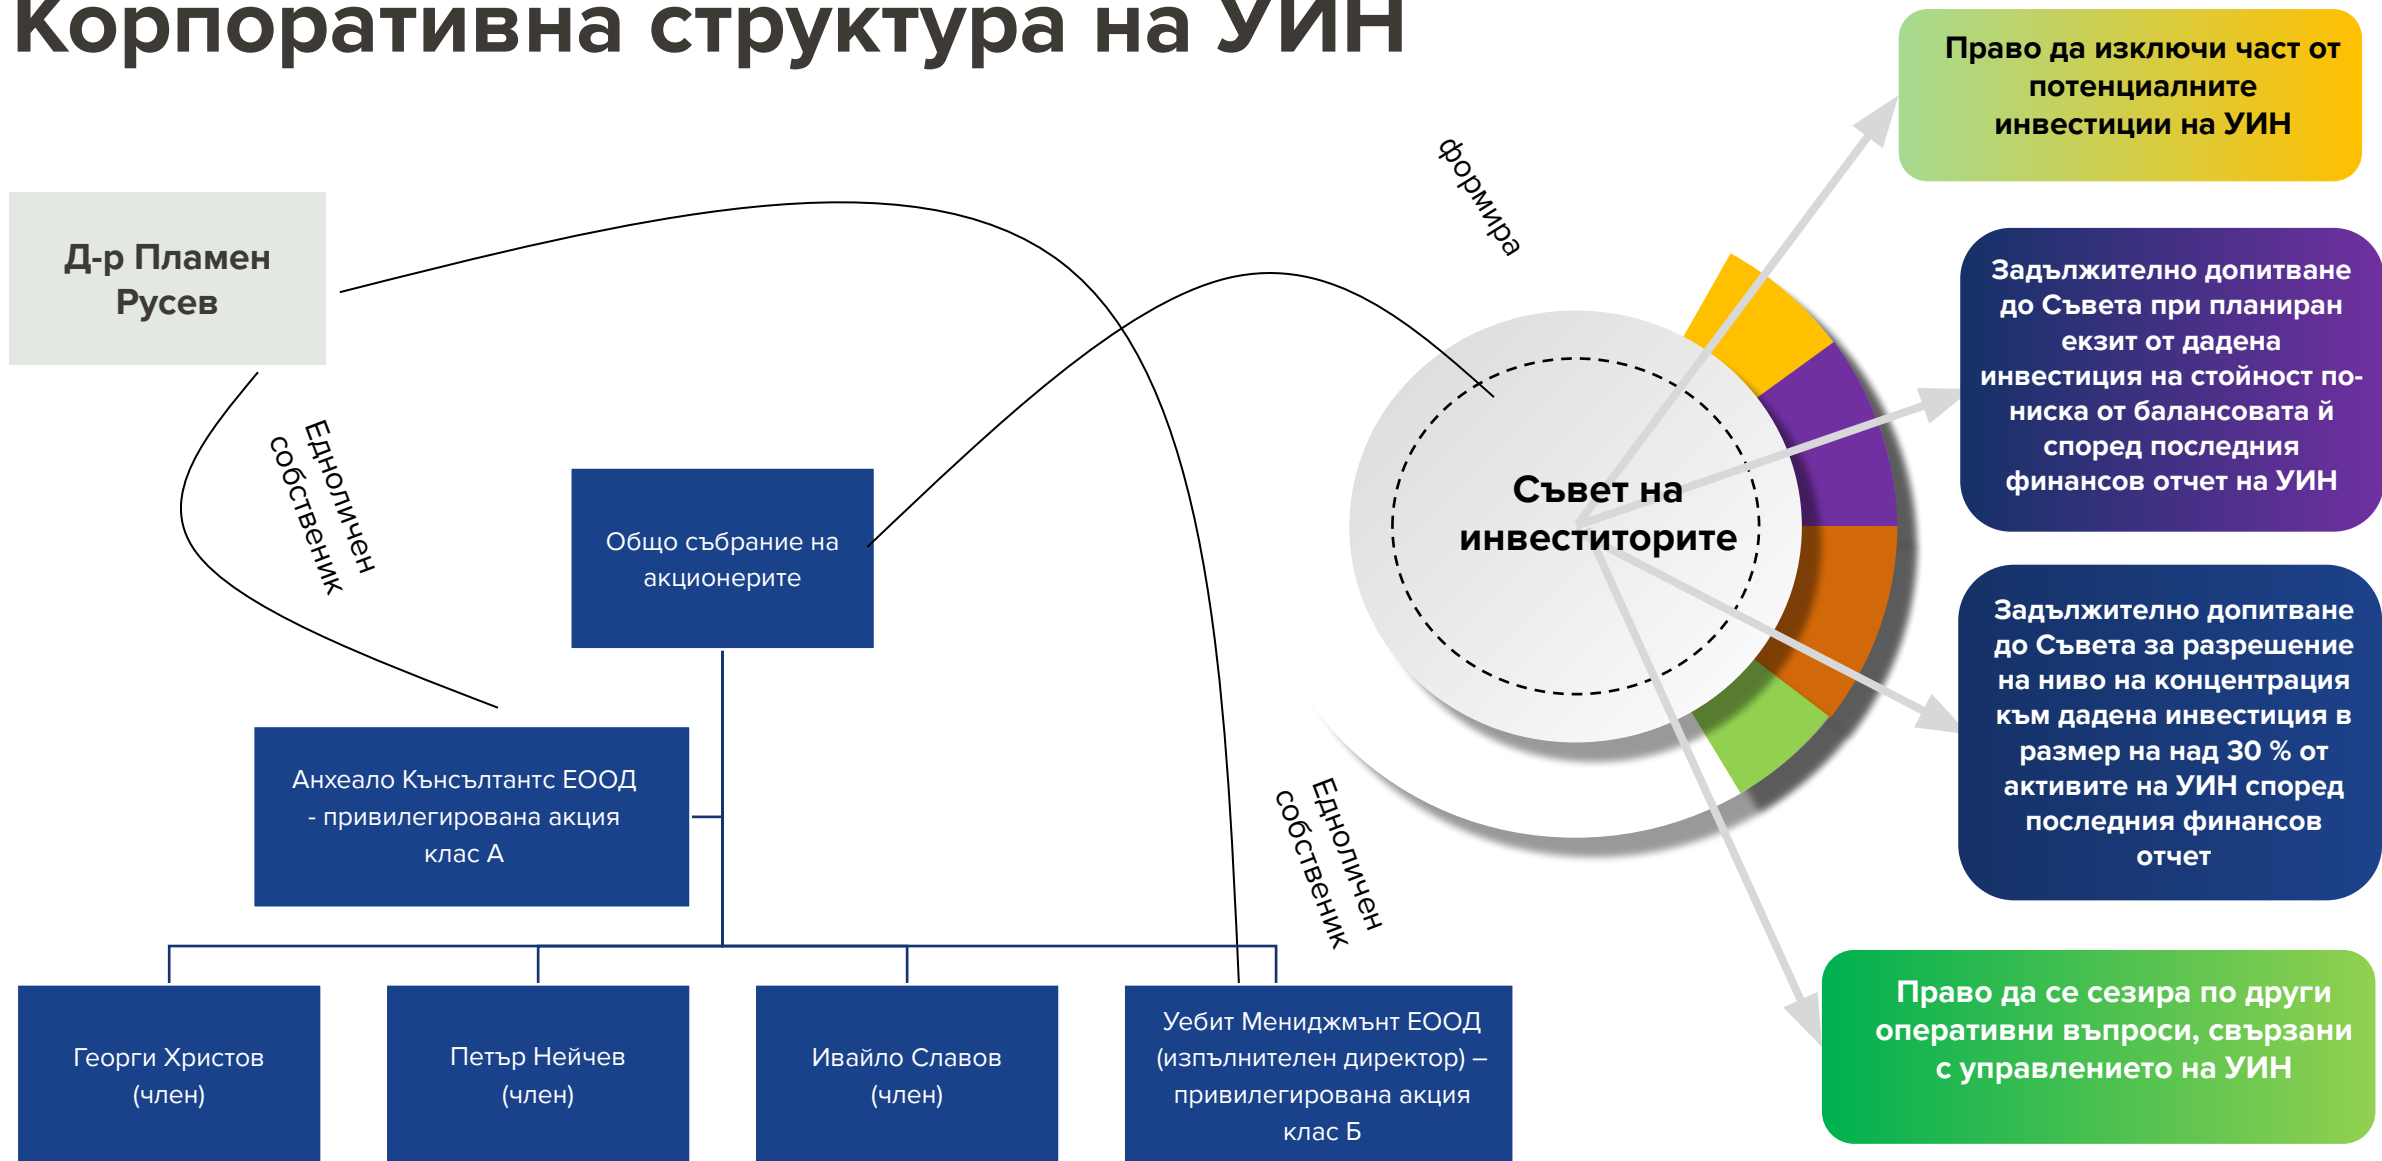 Корпоративна структура на УИН
Д-р Пламен
Русев
Едноличен
собственик
Общо събрание на
акционерите
Анхеало Кънсълтантс ЕООД
- привилегирована акция
клас А
Георги Христов
(член)
Петър Нейчев
(член)
Ивайло Славов
(член)
Уебит Мениджмънт ЕООД
(изпълнителен директор) –
привилегирована акция
клас Б
Едноличен
собственик
формира
Съвет на
инвеститорите
Право да изключи част от
потенциалните
инвестиции на УИН
Задължително допитване
до Съвета при планиран
екзит от дадена
инвестиция на стойност по-
ниска от балансовата й
според последния
финансов отчет на УИН
Задължително допитване
до Съвета за разрешение
на ниво на концентрация
към дадена инвестиция в
размер на над 30 % от
активите на УИН според
последния финансов
отчет
Право да се сезира по други
оперативни въпроси, свързани
с управлението на УИН